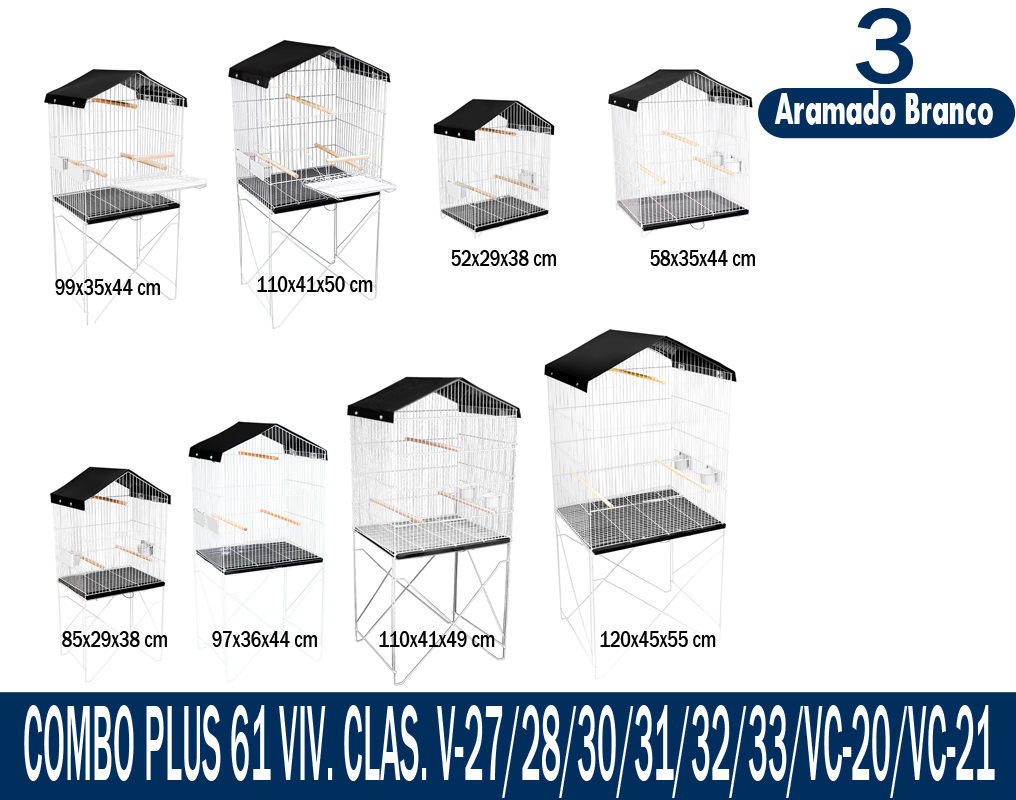 3
Aramado Branco
52x29x38 cm
58x35x44 cm
99x35x44 cm
110x41x50 cm
85x29x38 cm
97x36x44 cm
110x41x49 cm
120x45x55 cm
COMBO PLUS 61 VIV. CLAS. V-27/28/30/31/32/33/VC-20/VC-21